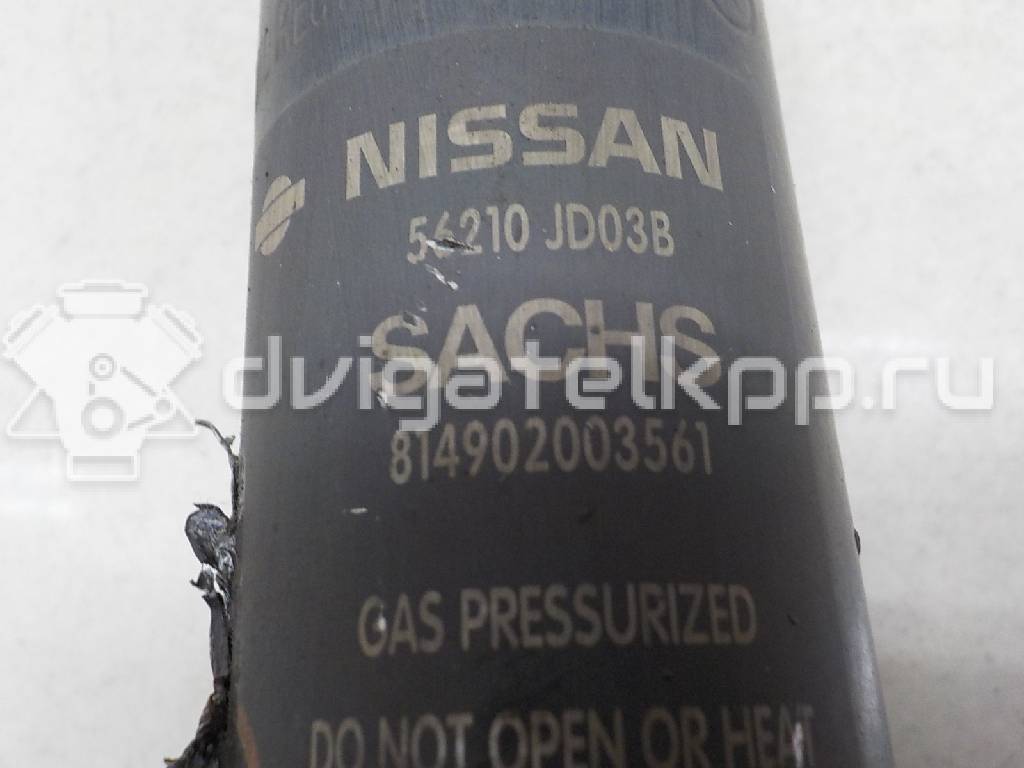 NISSAN
56210 JD03B
SACHS
dvigatelkpp.ru
814902003561
GAS PRESSURIZED
DO NOT OPEN OR HEAT